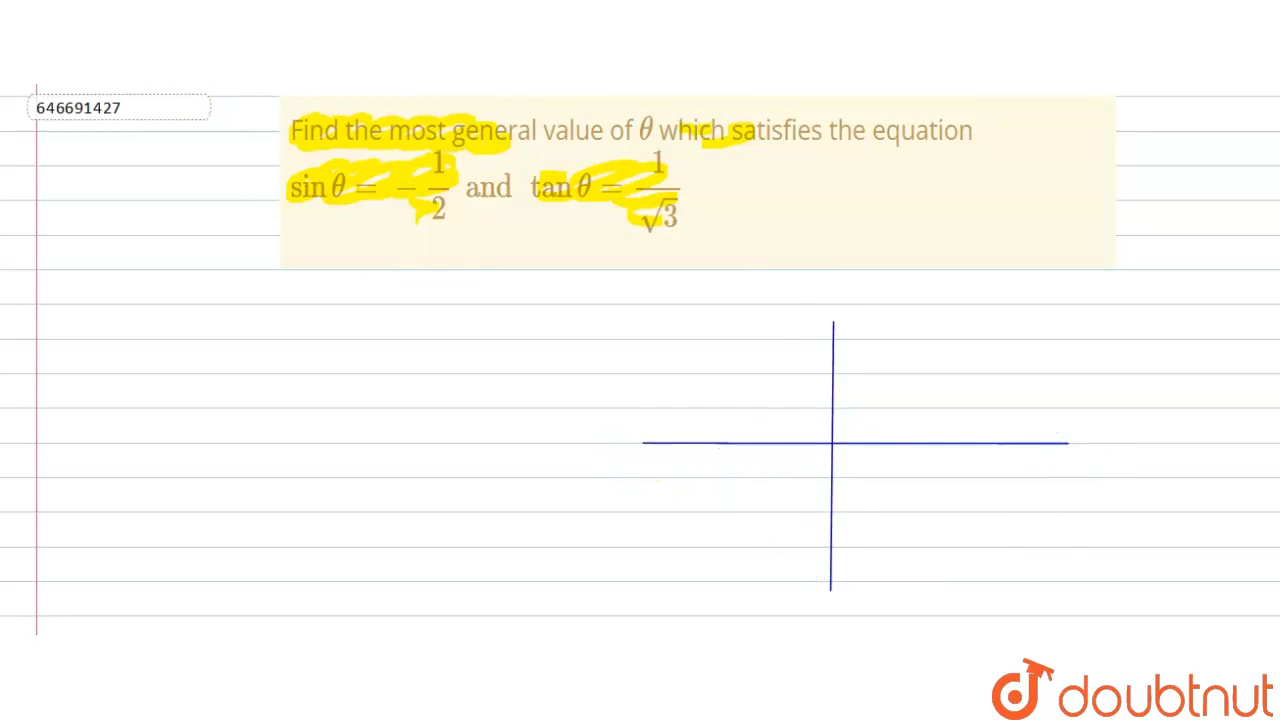 646691427
Find the most general value of θ which satisfies the equation
sin θ = −1/2 and tan θ = 1/√3
doubtnut